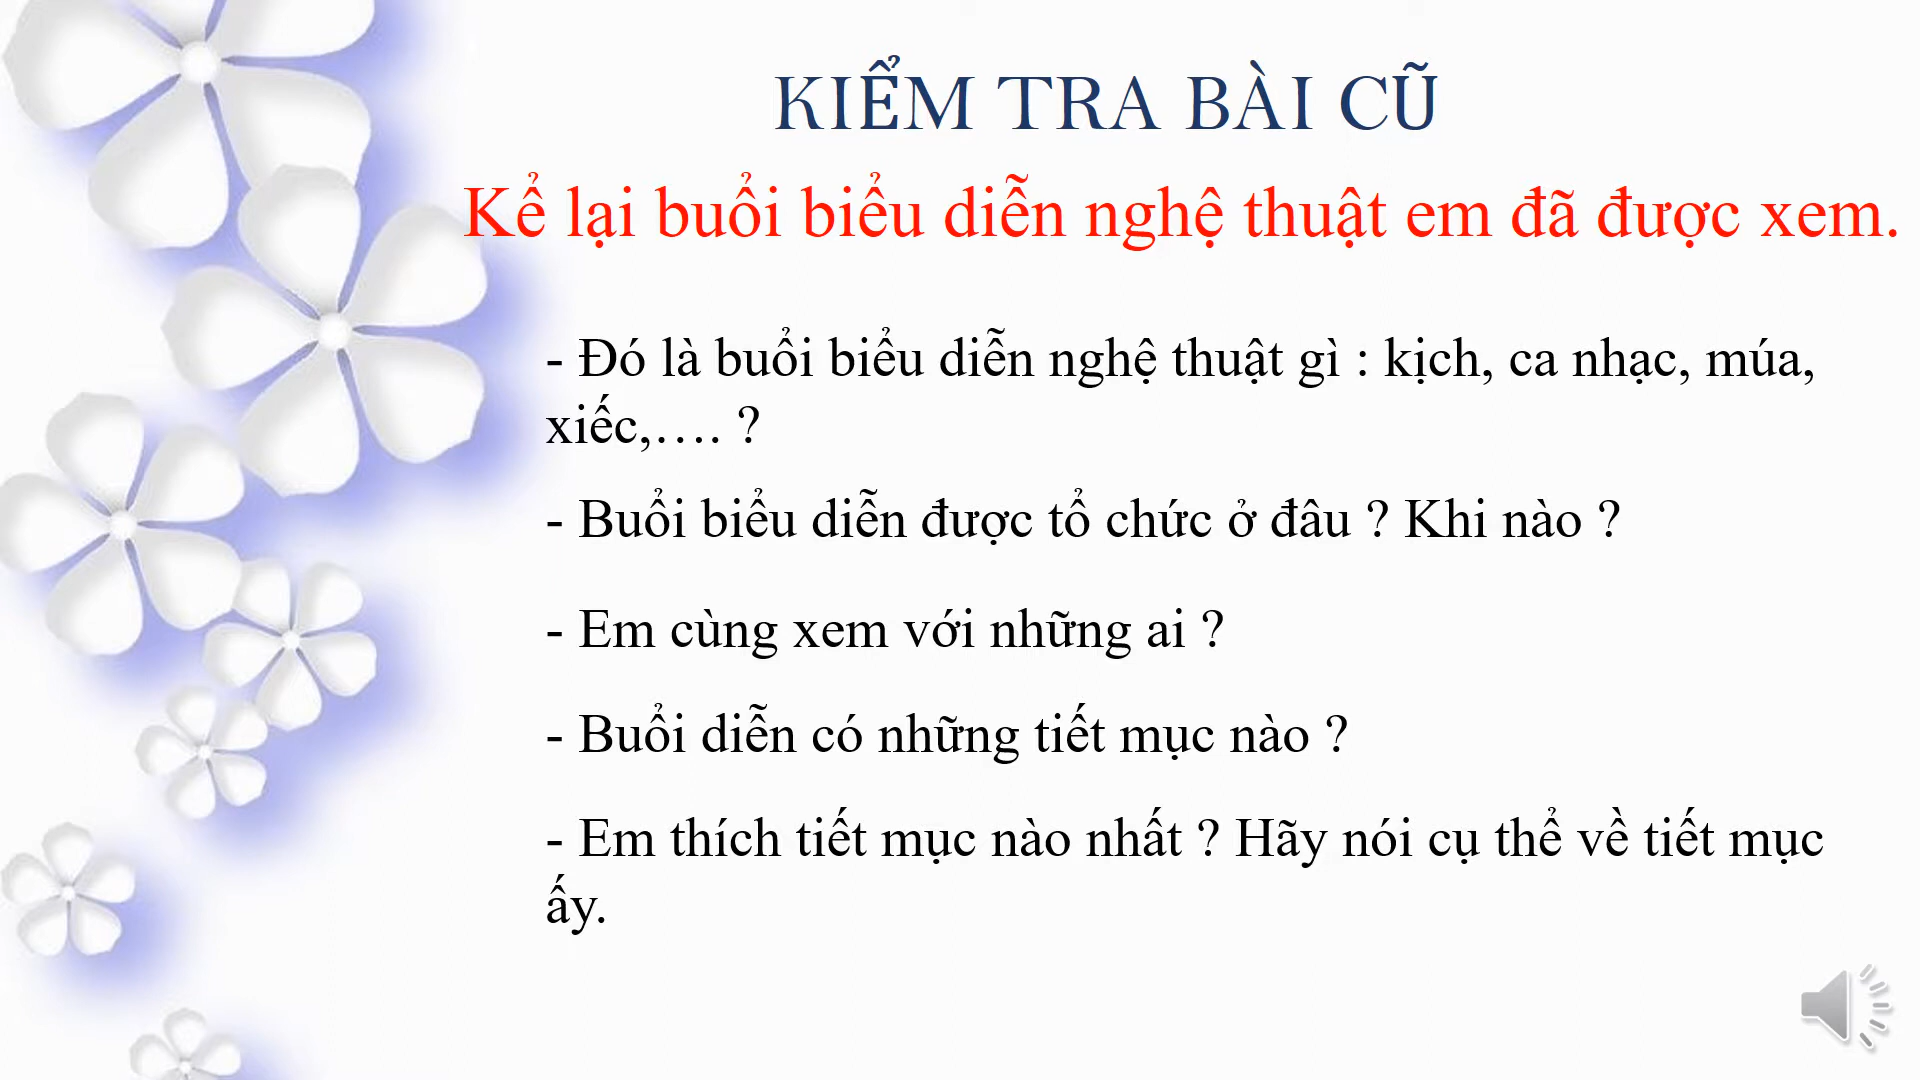 KIỂM TRA BÀI CŨ
Kể lại buổi biểu diễn nghệ thuật em đã được xem.
- Đó là buổi biểu diễn nghệ thuật gì : kịch, ca nhạc, múa,
xiếc,…. ?
- Buổi biểu diễn được tổ chức ở đâu ? Khi nào ?
- Em cùng xem với những ai ?
- Buổi diễn có những tiết mục nào ?
- Em thích tiết mục nào nhất ? Hãy nói cụ thể về tiết mục
ấy.